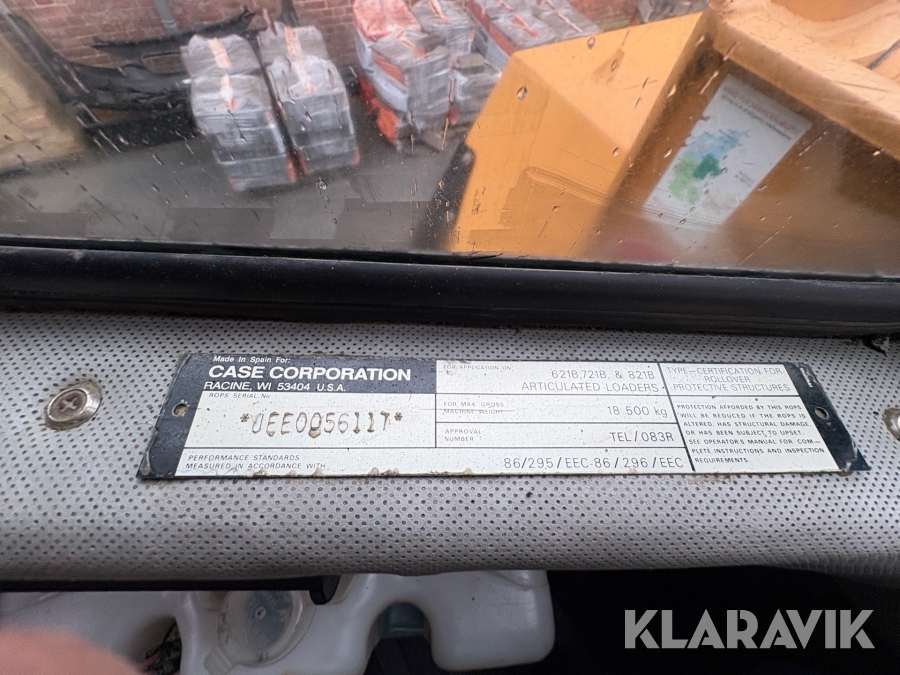 Made In Spain For:
CASE CORPORATION
RACINE, WI 53404 U.S.A.
ROPS SERIAL No
PERFORMANCE STANDARDS
MEASURED IN ACCORDANCE WITH
86/295/EEC-86/296/EEC
FOR APPLICATION ON
621B,721B, & 821B
ARTICULATED LOADERS
FOR MAX. GROSS
MACHINE WEIGHT
18 500 kg
APPROVAL
NUMBER
TEL/083R
TYPE-CERTIFICATION FOR
ROLLOVER
PROTECTIVE STRUCTURES
PROTECTION AFFORDED BY THIS ROPS
WILL BE REDUCED IF THE ROPS IS
ALTERED, HAS STRUCTURAL DAMAGE,
OR HAS BEEN SUBJECT TO UPSET.
SEE OPERATOR'S MANUAL FOR COM-
PLETE INSTRUCTIONS AND INSPECTION
REQUIREMENTS.
KLARAVIK